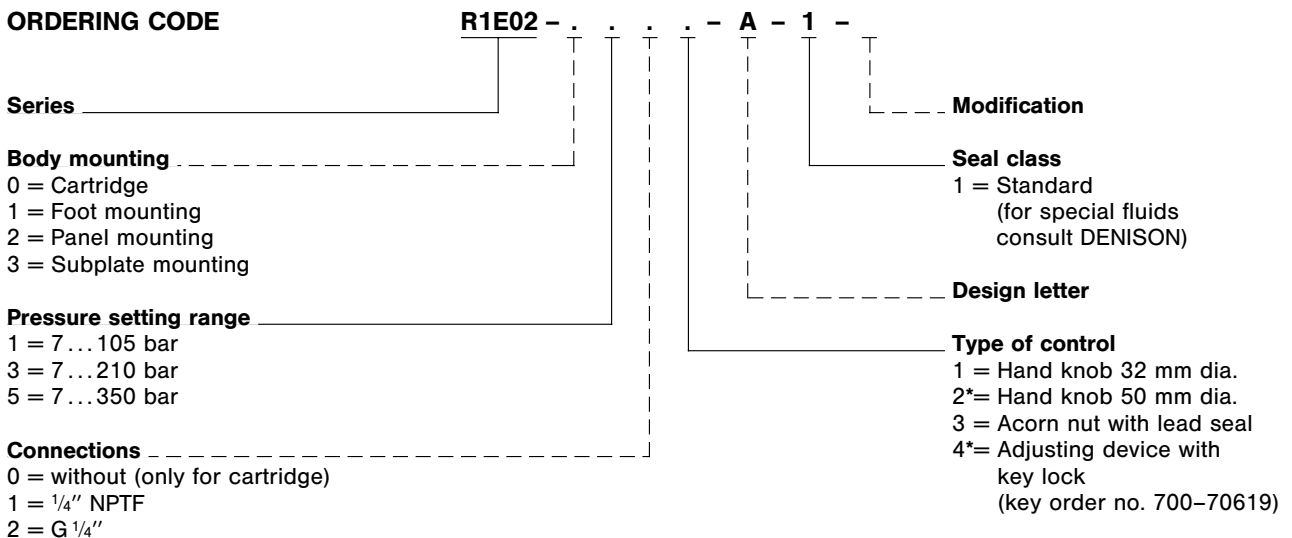 ORDERING CODE
R1E02 – . . . . – A – 1 –
Series
Body mounting
0 = Cartridge
1 = Foot mounting
2 = Panel mounting
3 = Subplate mounting
Pressure setting range
1 = 7...105 bar
3 = 7...210 bar
5 = 7...350 bar
Connections
0 = without (only for cartridge)
1 = 1/4″ NPTF
2 = G 1/4″
Modification
Seal class
1 = Standard
(for special fluids
consult DENISON)
Design letter
Type of control
1 = Hand knob 32 mm dia.
2*= Hand knob 50 mm dia.
3 = Acorn nut with lead seal
4*= Adjusting device with
key lock
(key order no. 700–70619)